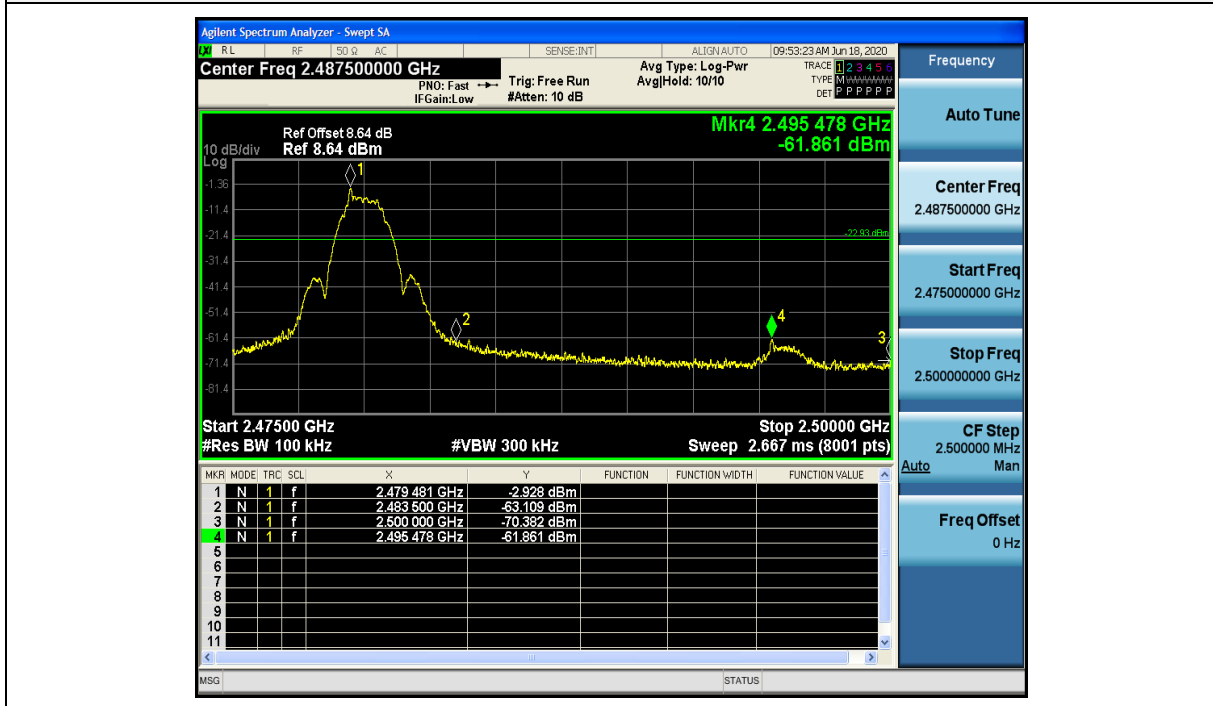 Agilent Spectrum Analyzer - Swept SA
LXI RL RF 50 Ω AC SENSE:INT ALIGN AUTO 09:53:23 AM Jun 18, 2020
Center Freq 2.487500000 GHz
PNO: Fast
IFGain:Low
Trig: Free Run
#Atten: 10 dB
Avg Type: Log-Pwr
Avg|Hold: 10/10
TRACE 1 2 3 4 5 6
TYPE M
DET P P P P P P
Mkr4 2.495 478 GHz
-61.861 dBm
Ref Offset 8.64 dB
10 dB/div Ref 8.64 dBm
Log
-1.36
-11.4
-21.4
-31.4
-41.4
-51.4
-61.4
-71.4
-81.4
1
2
3
4
-22.93 dBm
Start 2.47500 GHz Stop 2.50000 GHz
#Res BW 100 kHz #VBW 300 kHz Sweep 2.667 ms (8001 pts)
MKR MODE TRC SCL X Y FUNCTION FUNCTION WIDTH FUNCTION VALUE
1 N 1 f 2.479 481 GHz -2.928 dBm
2 N 1 f 2.483 500 GHz -63.109 dBm
3 N 1 f 2.500 000 GHz -70.382 dBm
4 N 1 f 2.495 478 GHz -61.861 dBm
5
6
7
8
9
10
11
MSG STATUS
Frequency
Auto Tune
Center Freq
2.487500000 GHz
Start Freq
2.475000000 GHz
Stop Freq
2.500000000 GHz
CF Step
2.500000 MHz
Auto Man
Freq Offset
0 Hz